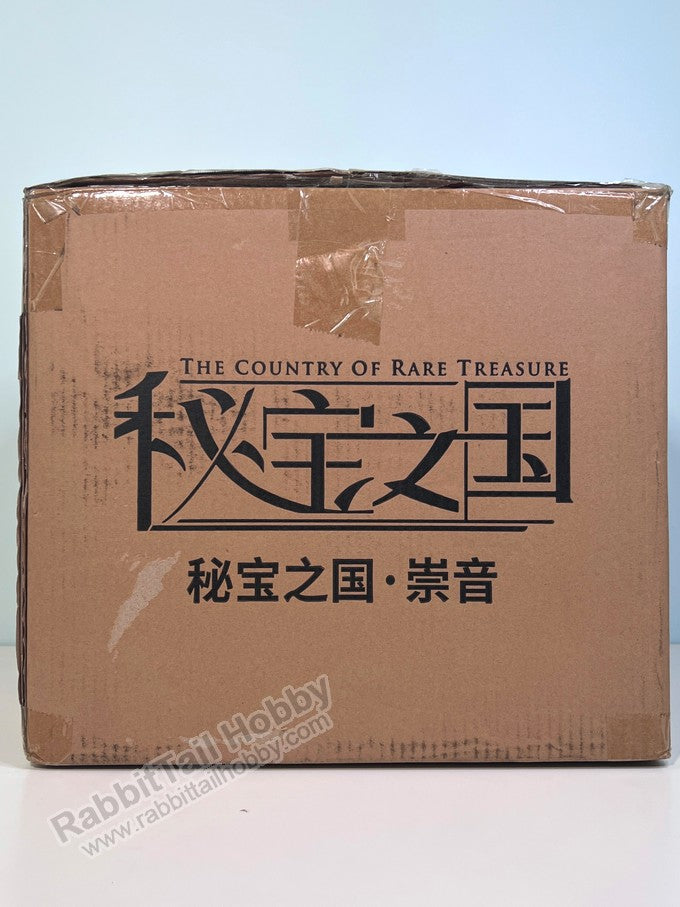 THE COUNTRY OF RARE TREASURE
秘宝之国
秘宝之国·崇音
RabbitTail Hobby
www.rabbittailhobby.com